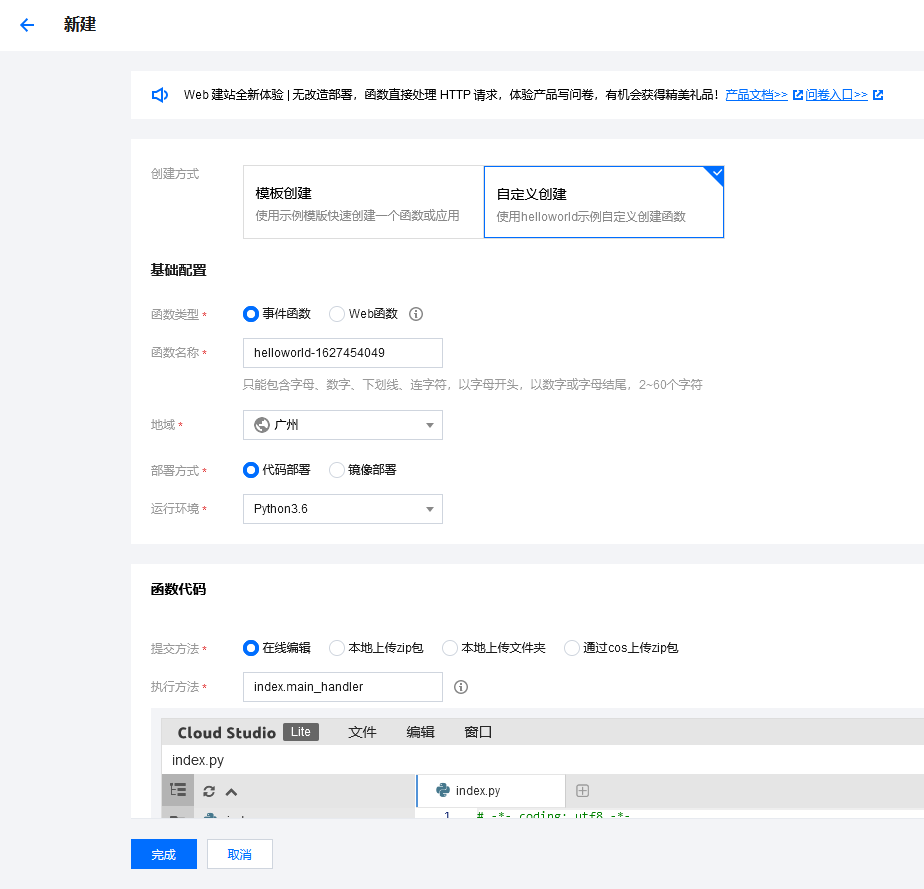 新建
Web 建站全新体验 | 无改造部署，函数直接处理 HTTP 请求，体验产品写问卷，有机会获得精美礼品！产品文档>> 问卷入口>>
创建方式
模板创建
使用示例模版快速创建一个函数或应用
自定义创建
使用helloworld示例自定义创建函数
基础配置
函数类型 * 事件函数 Web函数
函数名称 * helloworld-1627454049
只能包含字母、数字、下划线、连字符，以字母开头，以数字或字母结尾，2~60个字符
地域 * 广州
部署方式 * 代码部署 镜像部署
运行环境 * Python3.6
函数代码
提交方法 * 在线编辑 本地上传zip包 本地上传文件夹 通过cos上传zip包
执行方法 * index.main_handler
Cloud Studio Lite 文件 编辑 窗口
index.py
index.py
1 # -*- coding: utf8 -*-
完成 取消